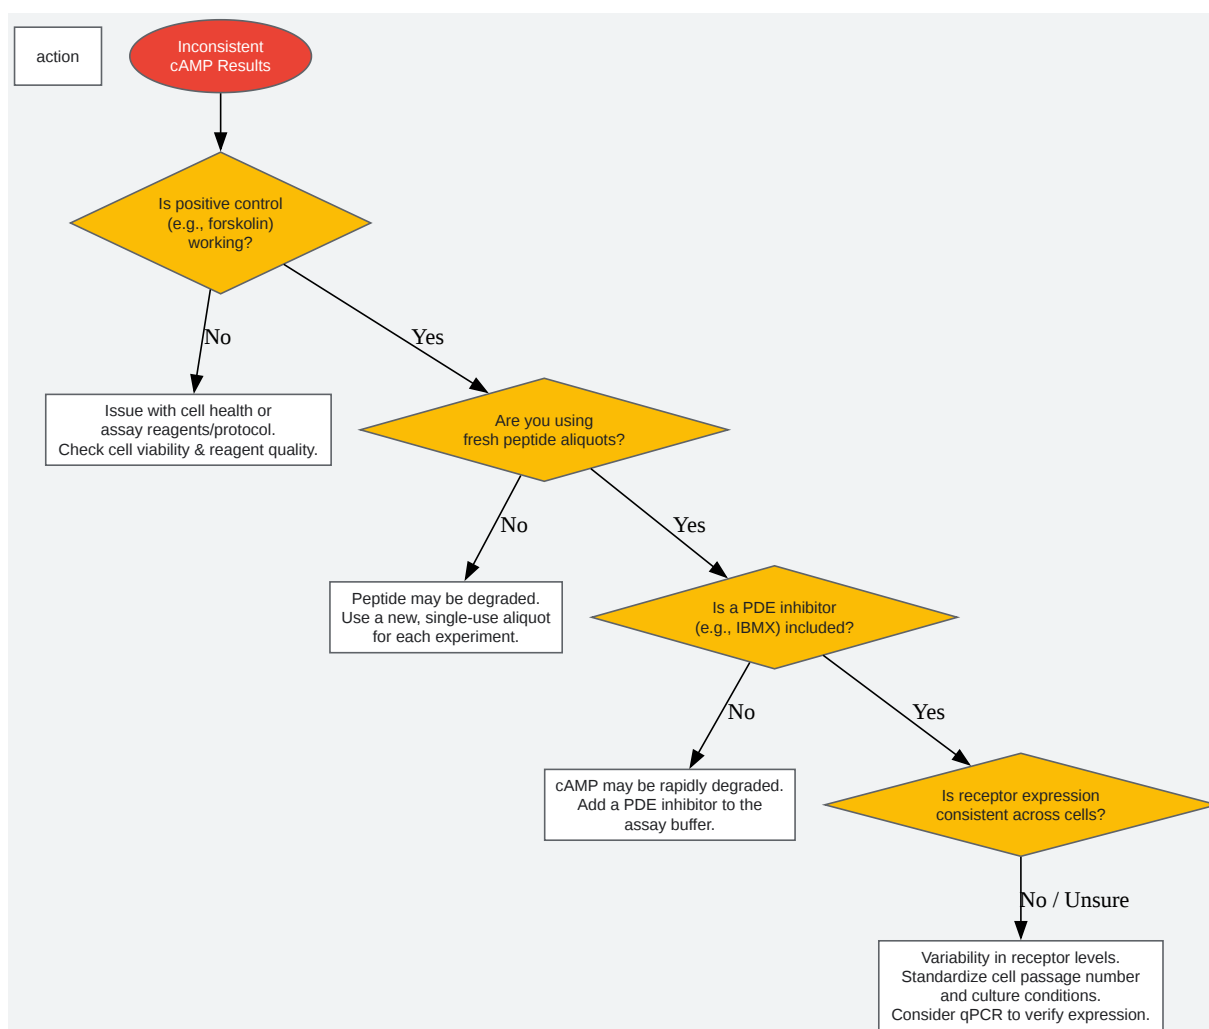 action
Inconsistent
cAMP Results
Is positive control
(e.g., forskolin)
working?
No
Yes
Issue with cell health or
assay reagents/protocol.
Check cell viability & reagent quality.
Are you using
fresh peptide aliquots?
No
Yes
Peptide may be degraded.
Use a new, single-use aliquot
for each experiment.
Is a PDE inhibitor
(e.g., IBMX) included?
No
Yes
cAMP may be rapidly degraded.
Add a PDE inhibitor to the
assay buffer.
Is receptor expression
consistent across cells?
No / Unsure
Variability in receptor levels.
Standardize cell passage number
and culture conditions.
Consider qPCR to verify expression.